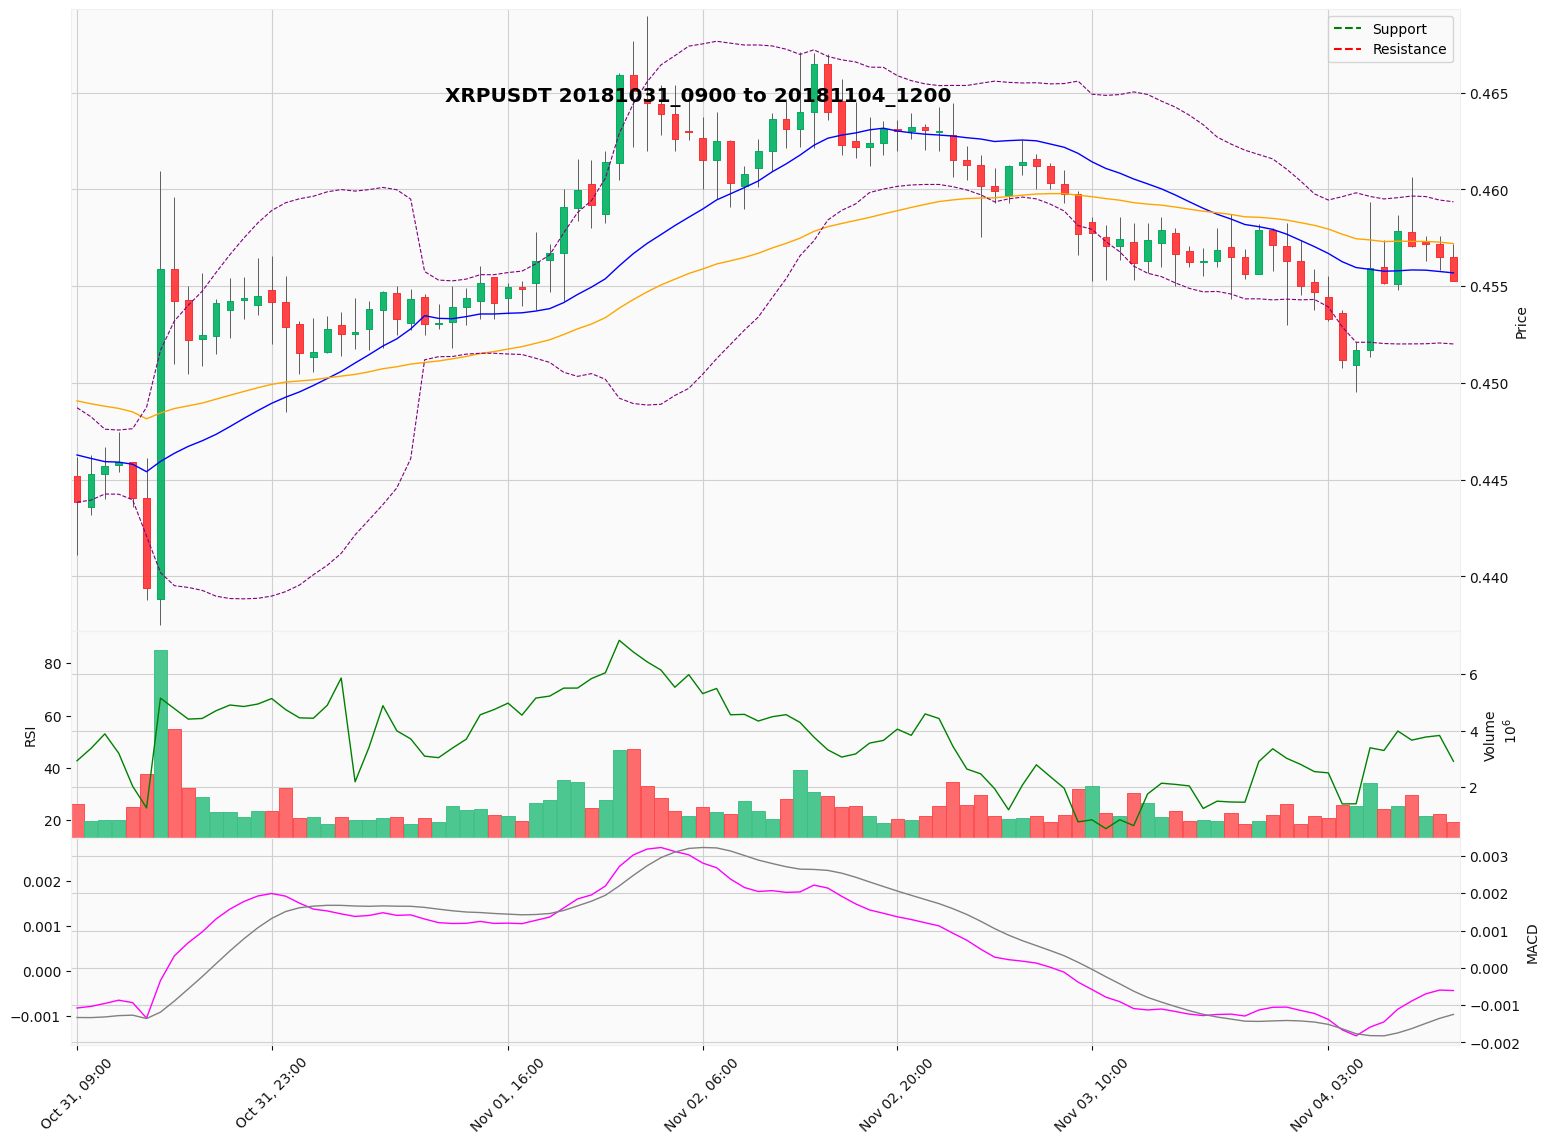 Support
Resistance
XRPUSDT 20181031_0900 to 20181104_1200
0.465
0.460
0.455
0.450
0.445
0.440
Price
80
60
40
20
RSI
6
4
2
Volume
10^6
0.002
0.001
0.000
−0.001
0.003
0.002
0.001
0.000
−0.001
−0.002
MACD
Oct 31, 09:00
Oct 31, 23:00
Nov 01, 16:00
Nov 02, 06:00
Nov 02, 20:00
Nov 03, 10:00
Nov 04, 03:00